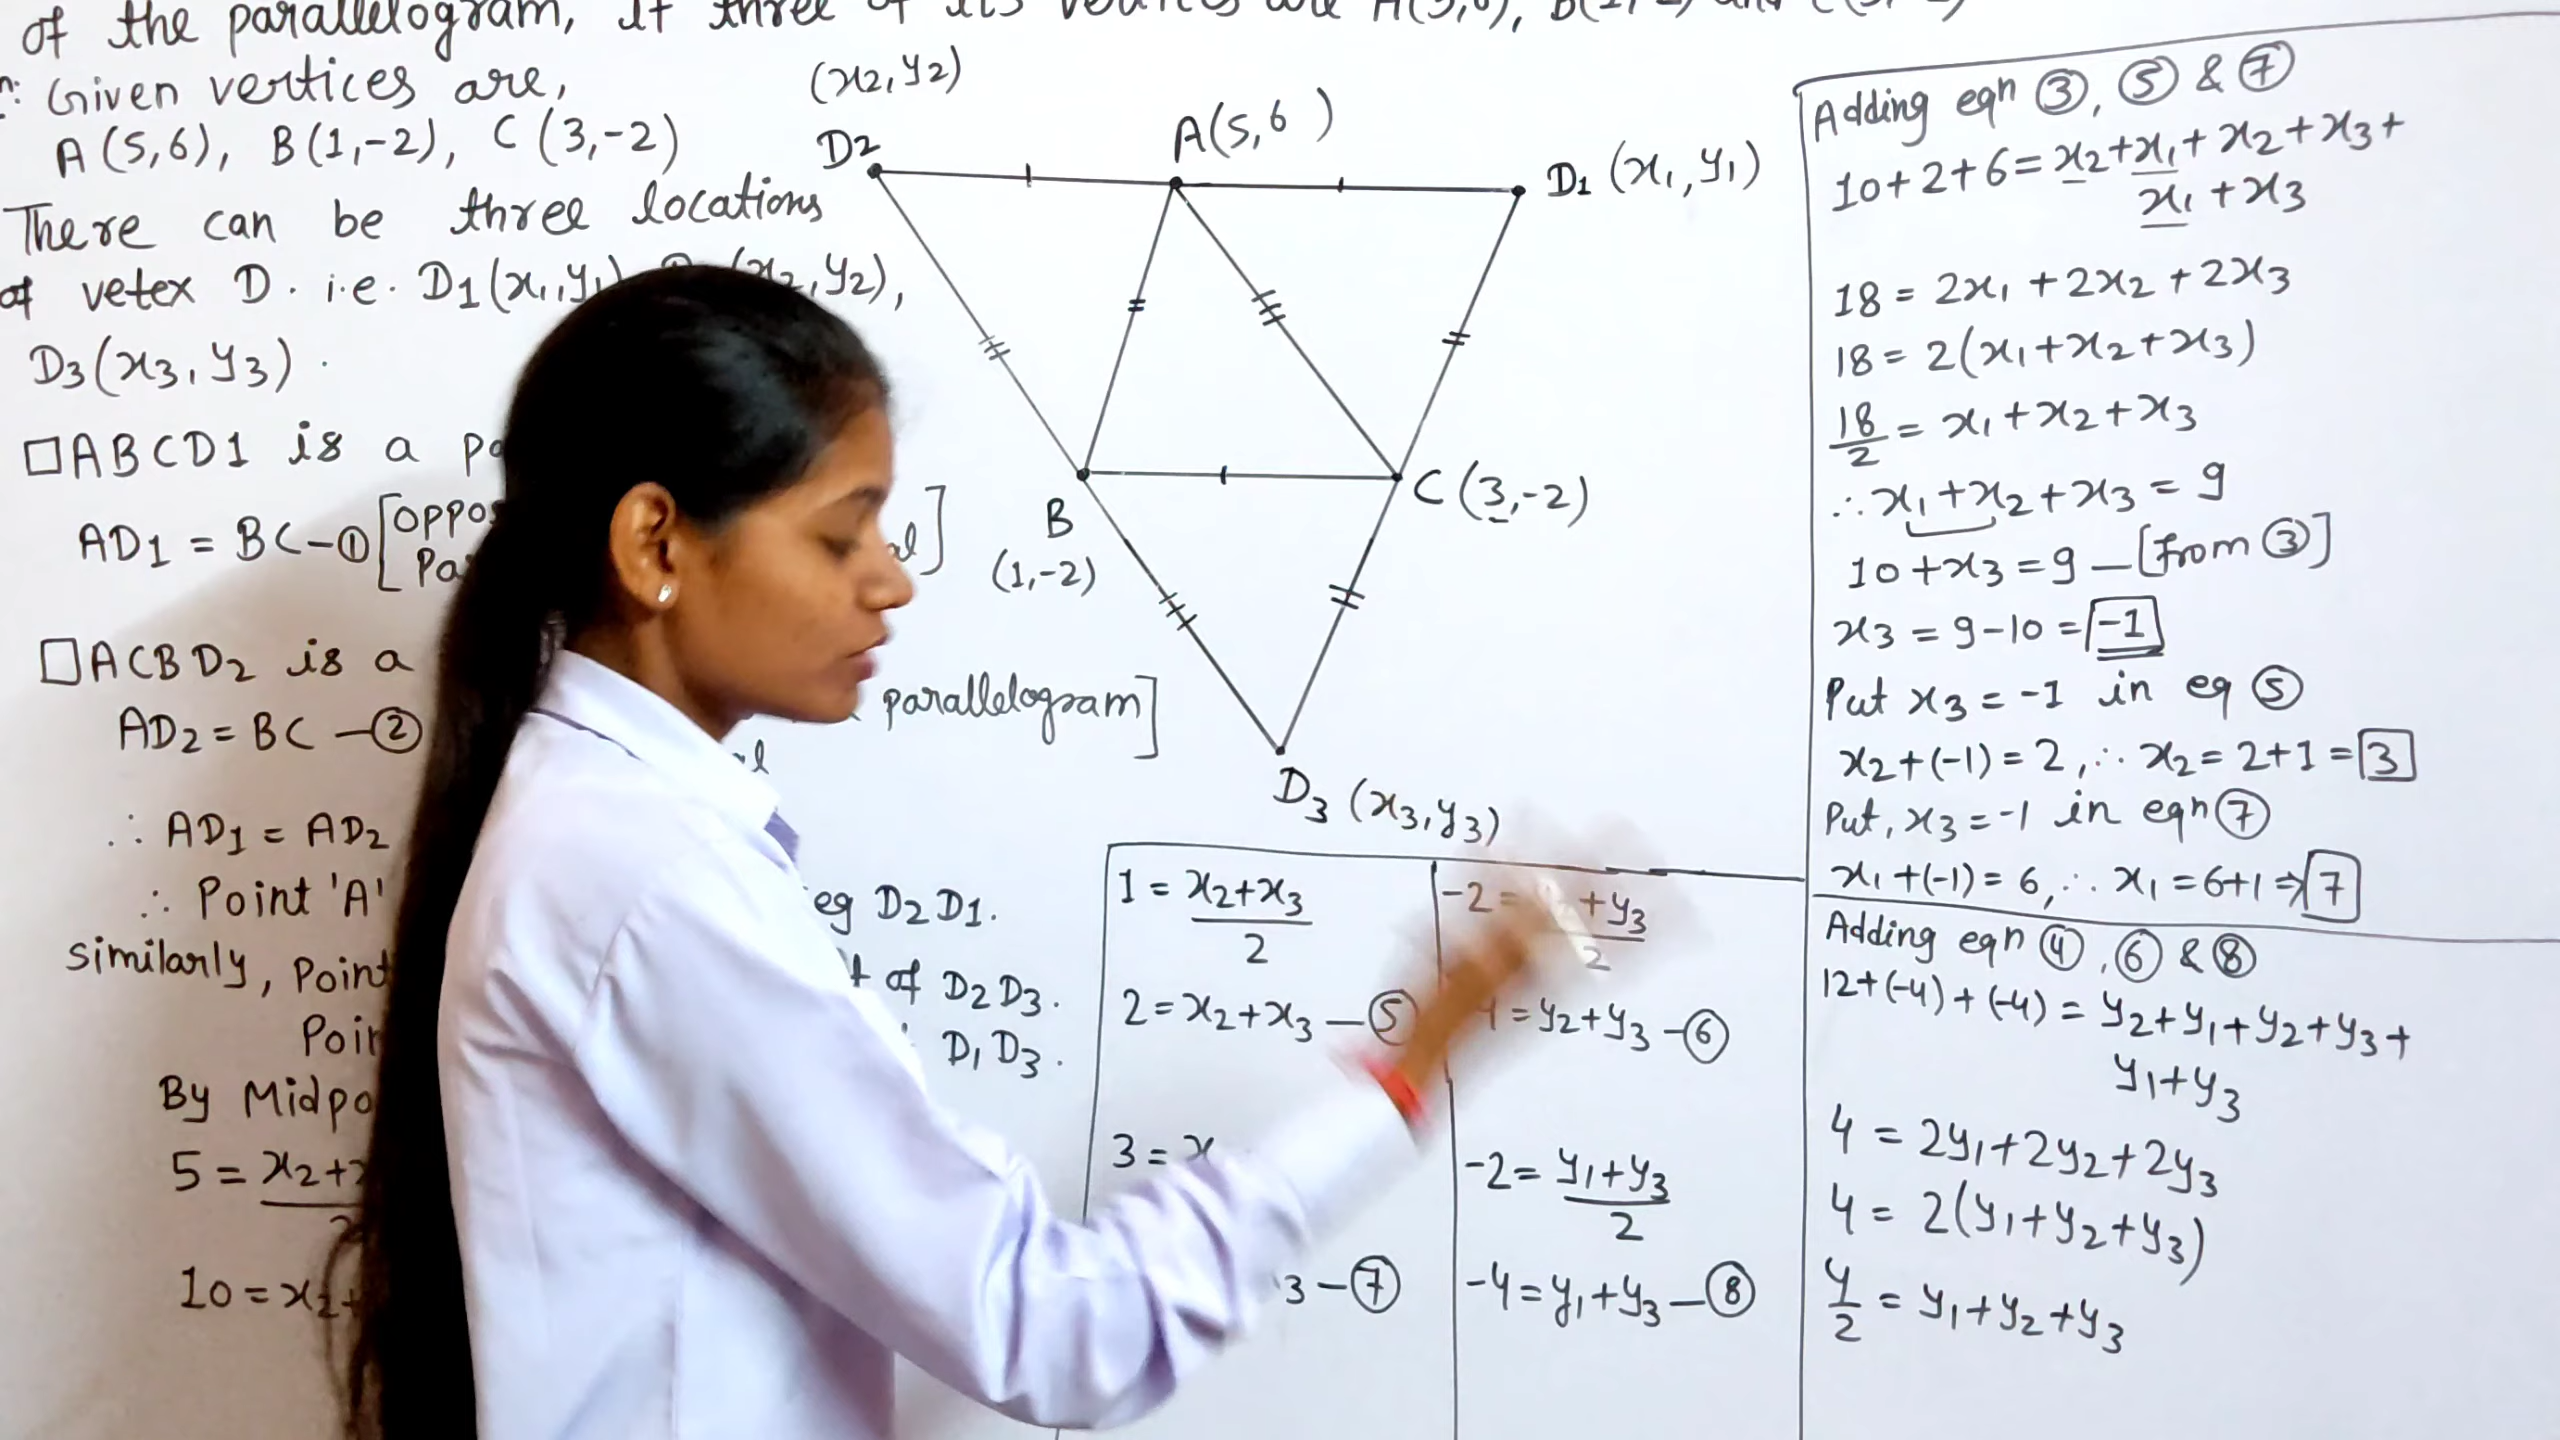 of the parallelogram, if three of its vertices are A(5,6), B(1,-2) and C(3,-2)
Given vertices are,
A (5,6), B(1,-2), C (3,-2)
There can be three locations
of vetex D. i.e. D1(x1,y1) y2),
D3(x3,y3).
□ABCD1 is a
AD1 = BC-①
□ACBD2 is a
parallelogram]
AD2 = BC -②
∴ AD1 = AD2
∴ Point 'A' eg D2D1.
similarly, Point of D2D3.
D1D3.
By
5 = x2+
10 = x2+
(x2,y2)
D2
A(5,6)
D1 (x1,y1)
B
(1,-2)
C (3,-2)
D3 (x3,y3)
1 = x2+x3
2
2 = x2+x3 - ⑤
3 = x
3 - ⑦
-2 = +y3
2
= y2+y3 - ⑥
-2 = y1+y3
2
-4 = y1+y3 - ⑧
Adding eqn ③, ⑤ & ⑦
10+2+6 = x2+x1+x2+x3+
x1+x3
18 = 2x1+2x2+2x3
18 = 2(x1+x2+x3)
18/2 = x1+x2+x3
∴ x1+x2+x3 = 9
10+x3 = 9 - [from ③]
x3 = 9-10 = -1
Put x3 = -1 in eq ⑤
x2+(-1) = 2, ∴ x2 = 2+1 = 3
Put, x3 = -1 in eqn ⑦
x1+(-1) = 6, ∴ x1 = 6+1 ⇒ 7
Adding eqn ④, ⑥ & ⑧
12+(-4)+(-4) = y2+y1+y2+y3+
y1+y3
4 = 2y1+2y2+2y3
4 = 2(y1+y2+y3)
4/2 = y1+y2+y3